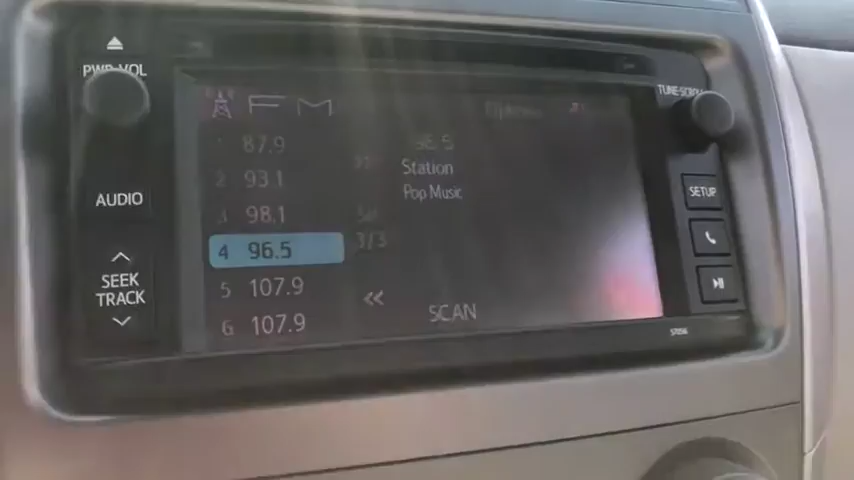 PWR·VOL
TUNE·SCROLL
FM
1 87.9
96.5
2 93.1
Station
Pop Music
AUDIO
SETUP
3 98.1
4 96.5
3/3
SEEK
TRACK
5 107.9
6 107.9
SCAN